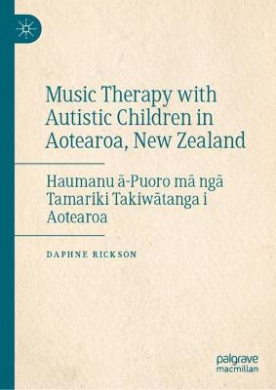 Music Therapy with
Autistic Children in
Aotearoa, New Zealand
Haumanu ā-Puoro mā ngā
Tamariki Takiwātanga i
Aotearoa
DAPHNE RICKSON
palgrave
macmillan